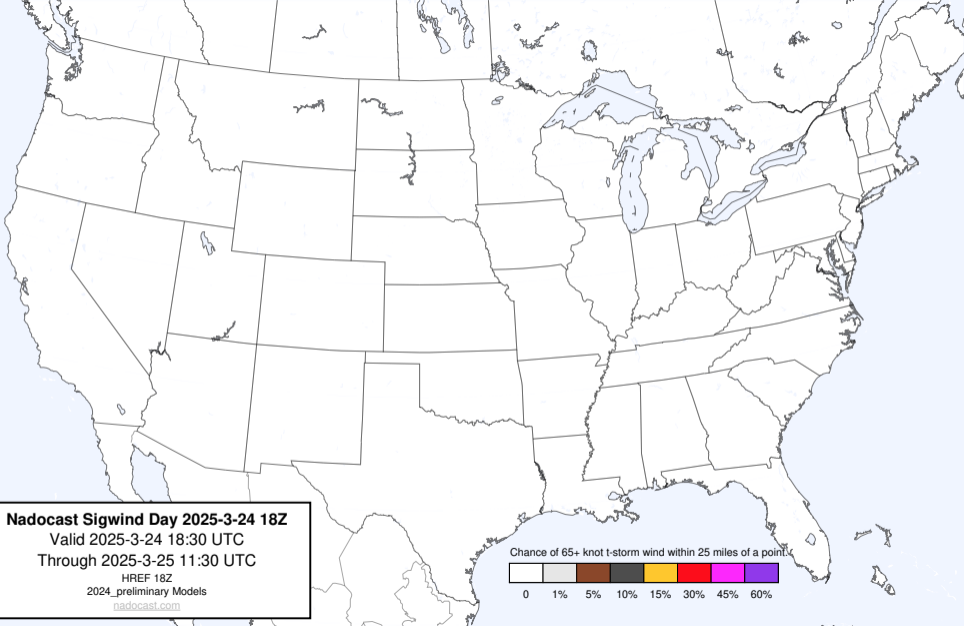 Nadocast Sigwind Day 2025-3-24 18Z
Valid 2025-3-24 18:30 UTC
Through 2025-3-25 11:30 UTC
HREF 18Z
2024_preliminary Models
nadocast.com
Chance of 65+ knot t-storm wind within 25 miles of a point.
0 1% 5% 10% 15% 30% 45% 60%